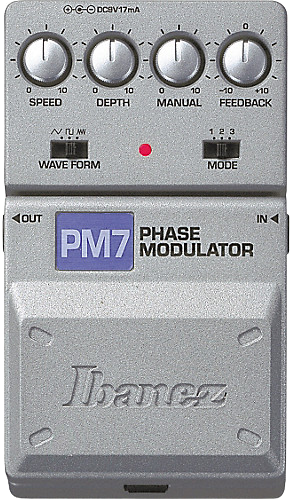 DC9V17mA
0 10 0 10 0 10 0 -10 +10
SPEED DEPTH MANUAL FEEDBACK
1 2 3
WAVE FORM MODE
OUT IN
PM7 PHASE
MODULATOR
Ibanez